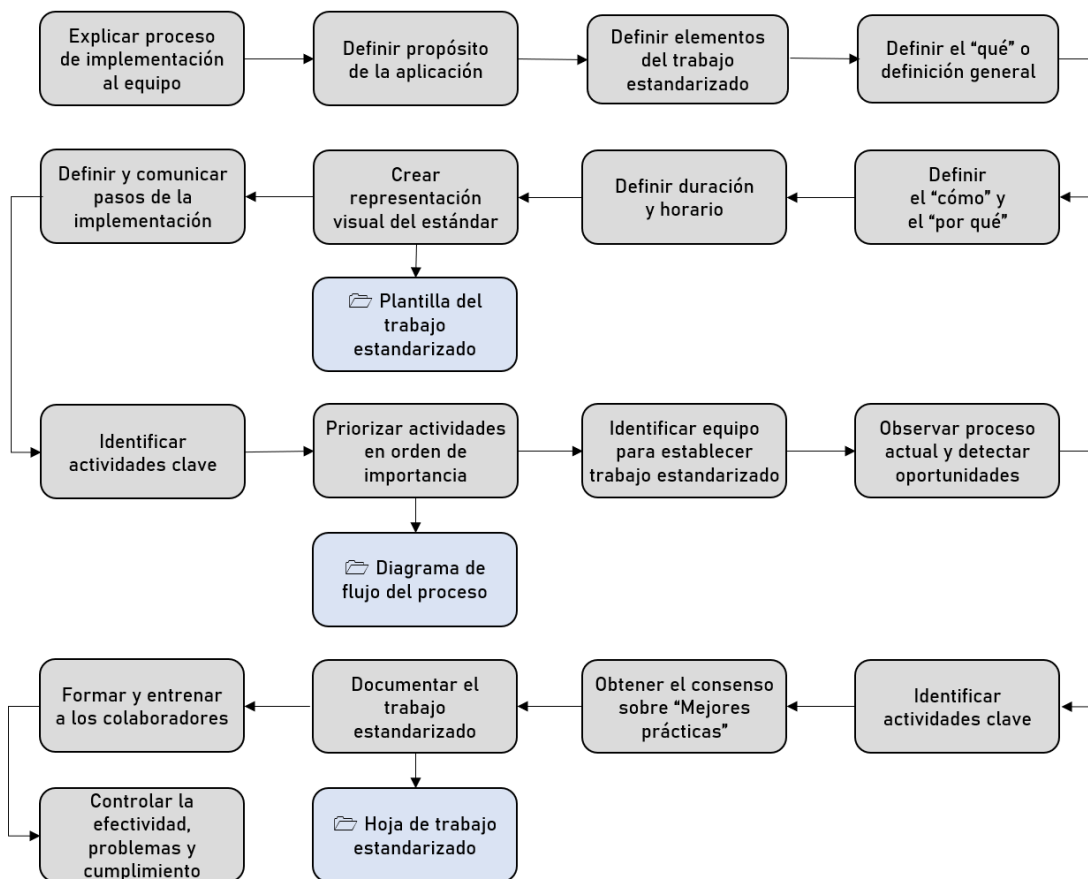 Explicar proceso
de implementación
al equipo
Definir propósito
de la aplicación
Definir elementos
del trabajo
estandarizado
Definir el “qué” o
definición general
Definir
el “cómo” y
el “por qué”
Definir duración
y horario
Crear
representación
visual del estándar
Definir y comunicar
pasos de la
implementación
Plantilla del
trabajo
estandarizado
Identificar
actividades clave
Priorizar actividades
en orden de
importancia
Identificar equipo
para establecer
trabajo estandarizado
Observar proceso
actual y detectar
oportunidades
Diagrama de
flujo del proceso
Identificar
actividades clave
Obtener el consenso
sobre “Mejores
prácticas”
Documentar el
trabajo
estandarizado
Formar y entrenar
a los colaboradores
Hoja de trabajo
estandarizado
Controlar la
efectividad,
problemas y
cumplimiento